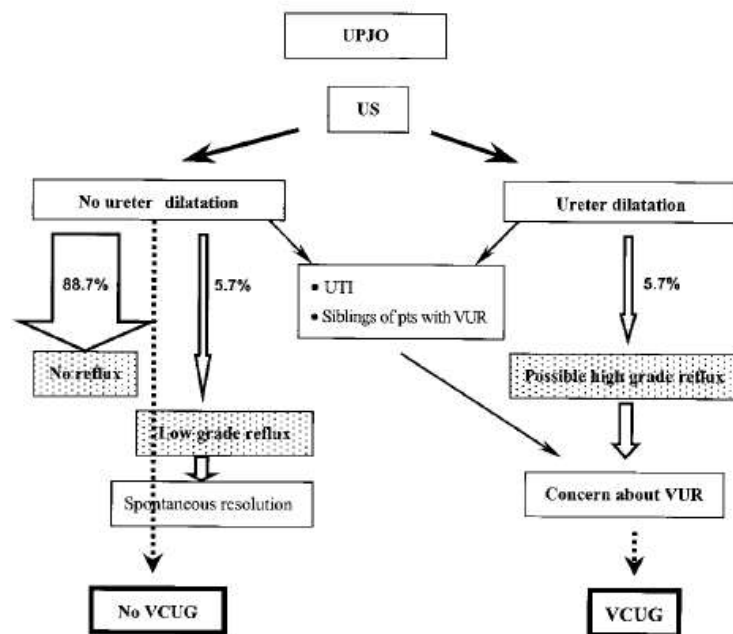 UPJO
US
No ureter dilatation
Ureter dilatation
88.7%
5.7%
• UTI
• Siblings of pts with VUR
5.7%
No reflux
Possible high grade reflux
Low grade reflux
Spontaneous resolution
Concern about VUR
No VCUG
VCUG